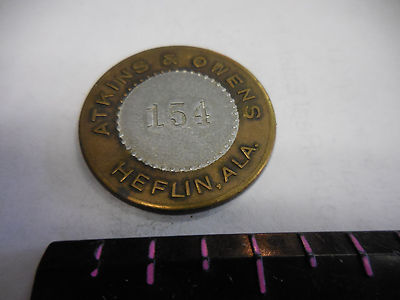 ATKINS & OWENS
154
HEFLIN, ALA.